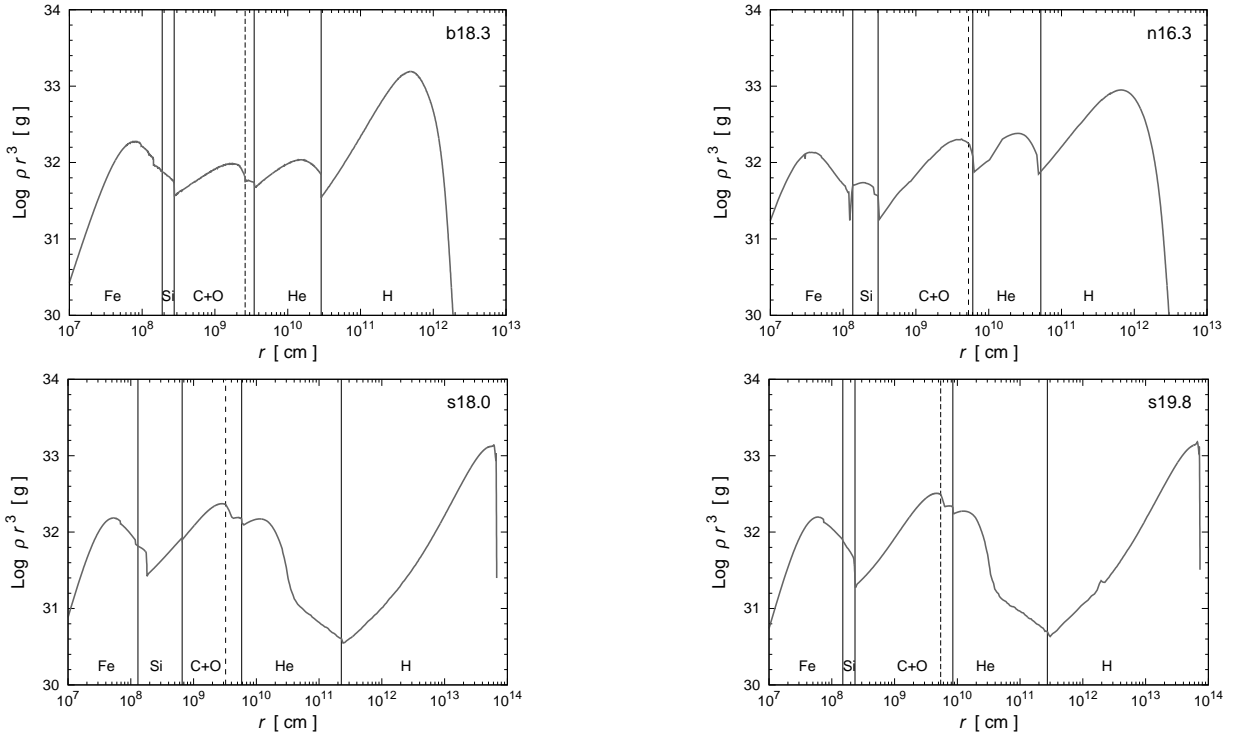 b18.3
Log ρ r³ [ g ]
34
33
32
31
30
Fe Si C+O He H
10⁷ 10⁸ 10⁹ 10¹⁰ 10¹¹ 10¹² 10¹³
r [ cm ]
n16.3
Log ρ r³ [ g ]
34
33
32
31
30
Fe Si C+O He H
10⁷ 10⁸ 10⁹ 10¹⁰ 10¹¹ 10¹² 10¹³
r [ cm ]
s18.0
Log ρ r³ [ g ]
34
33
32
31
30
Fe Si C+O He H
10⁷ 10⁸ 10⁹ 10¹⁰ 10¹¹ 10¹² 10¹³ 10¹⁴
r [ cm ]
s19.8
Log ρ r³ [ g ]
34
33
32
31
30
Fe Si C+O He H
10⁷ 10⁸ 10⁹ 10¹⁰ 10¹¹ 10¹² 10¹³ 10¹⁴
r [ cm ]